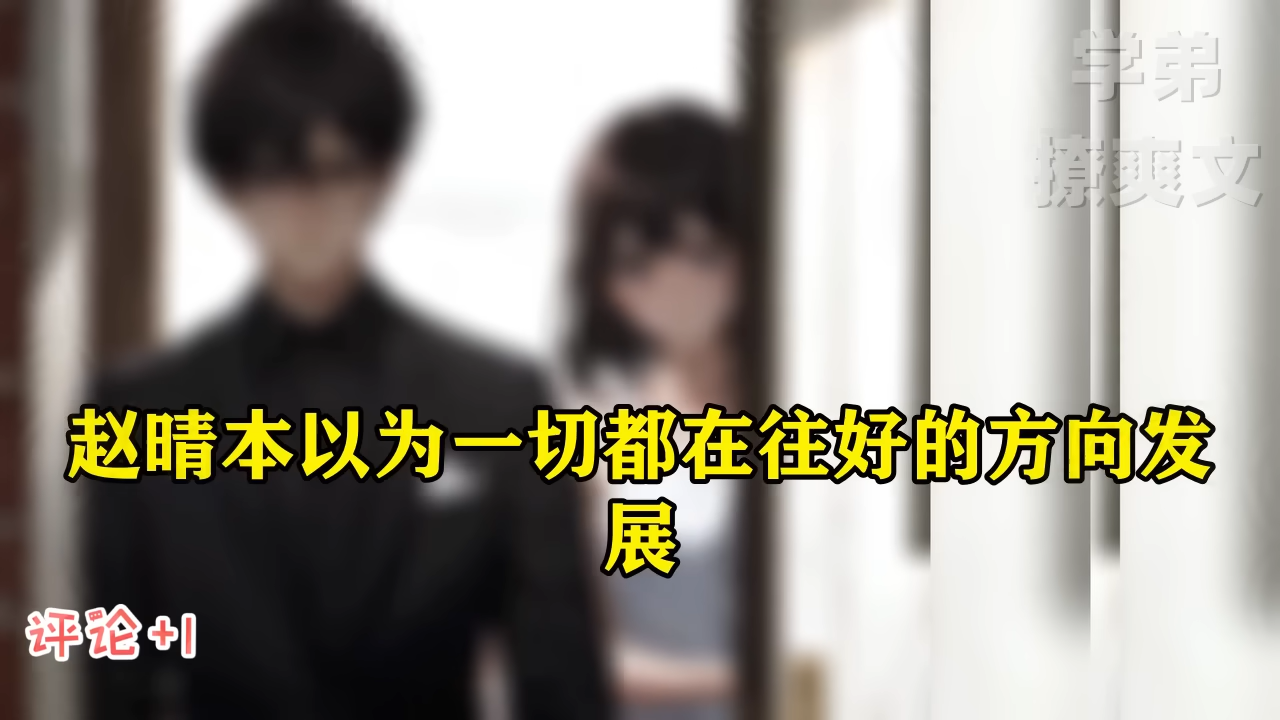 学弟
撩爽文
赵晴本以为一切都在往好的方向发
展
评论+1